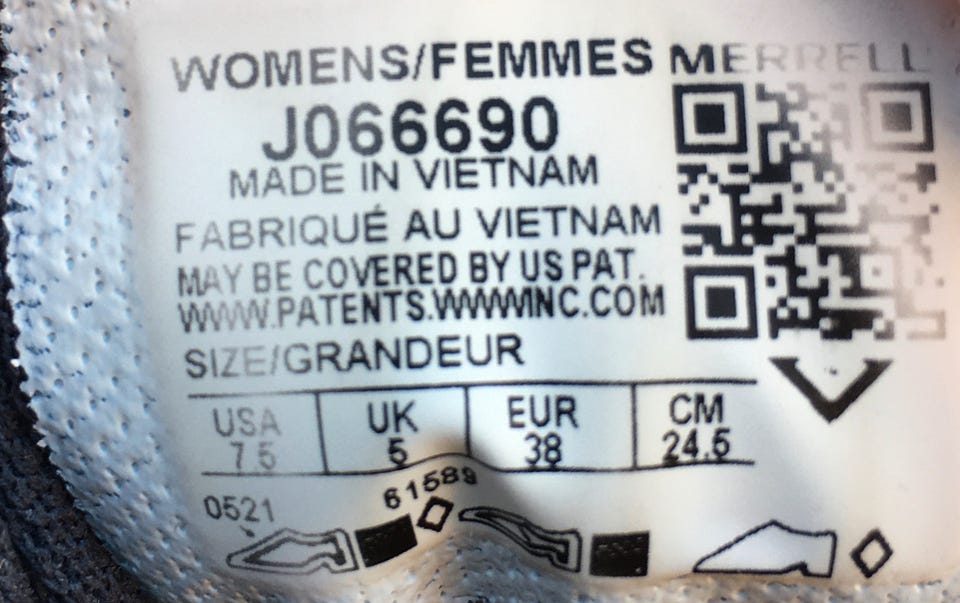 WOMENS/FEMMES MERRELL
J066690
MADE IN VIETNAM
FABRIQUÉ AU VIETNAM
MAY BE COVERED BY US PAT.
WWW.PATENTS.WWWINC.COM
SIZE/GRANDEUR
USA UK EUR CM
7.5 5 38 24.5
0521 61589